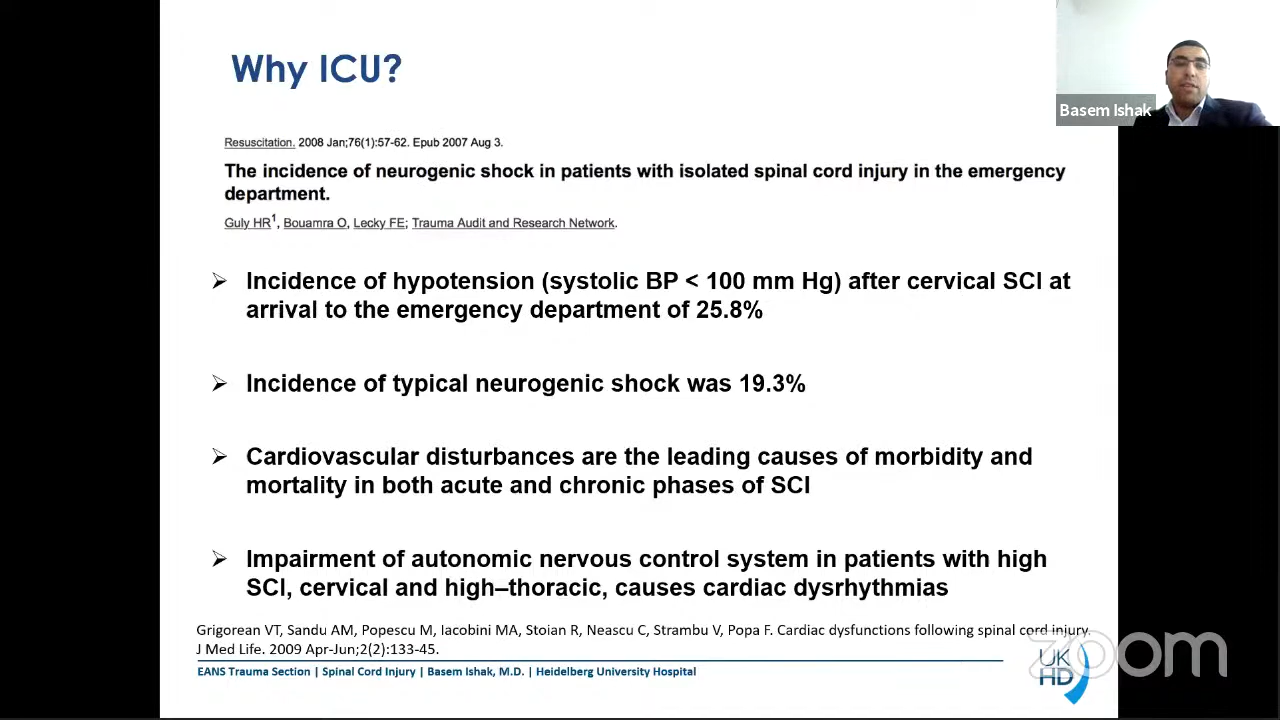 Why ICU?
Basem Ishak
Resuscitation. 2008 Jan;76(1):57-62. Epub 2007 Aug 3.
The incidence of neurogenic shock in patients with isolated spinal cord injury in the emergency
department.
Guly HR1, Bouamra O, Lecky FE; Trauma Audit and Research Network.
➢ Incidence of hypotension (systolic BP < 100 mm Hg) after cervical SCI at
arrival to the emergency department of 25.8%
➢ Incidence of typical neurogenic shock was 19.3%
➢ Cardiovascular disturbances are the leading causes of morbidity and
mortality in both acute and chronic phases of SCI
➢ Impairment of autonomic nervous control system in patients with high
SCI, cervical and high–thoracic, causes cardiac dysrhythmias
Grigorean VT, Sandu AM, Popescu M, Iacobini MA, Stoian R, Neascu C, Strambu V, Popa F. Cardiac dysfunctions following spinal cord injury.
J Med Life. 2009 Apr-Jun;2(2):133-45.
EANS Trauma Section | Spinal Cord Injury | Basem Ishak, M.D. | Heidelberg University Hospital
UK
HD
zoom